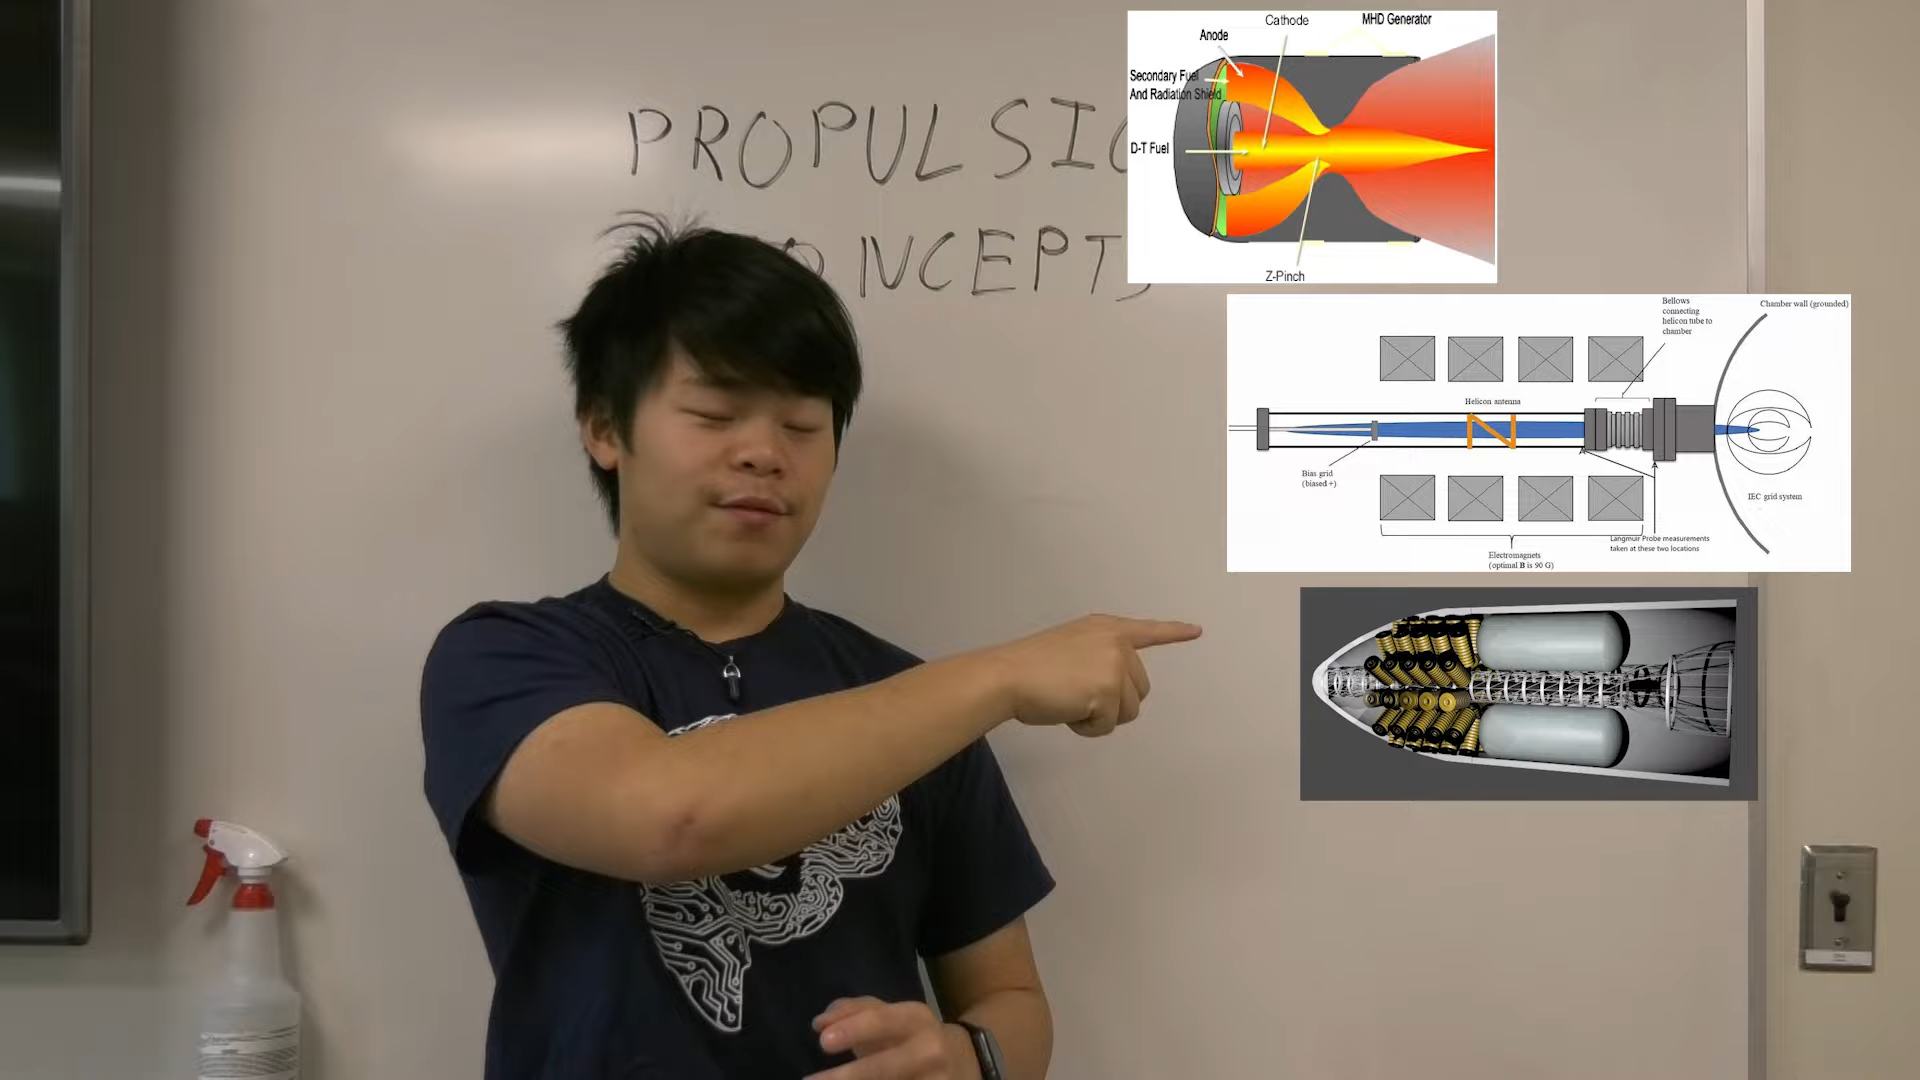 PROPULSIO
ONCEPTS
Cathode
MHD Generator
Anode
Secondary Fuel
And Radiation Shield
D-T Fuel
Z-Pinch
Bellows
connecting
helicon tube to
chamber
Chamber wall (grounded)
Helicon antenna
Bias grid
(biased +)
IEC grid system
Langmuir Probe measurements
taken at these two locations
Electromagnets
(optimal B is 90 G)